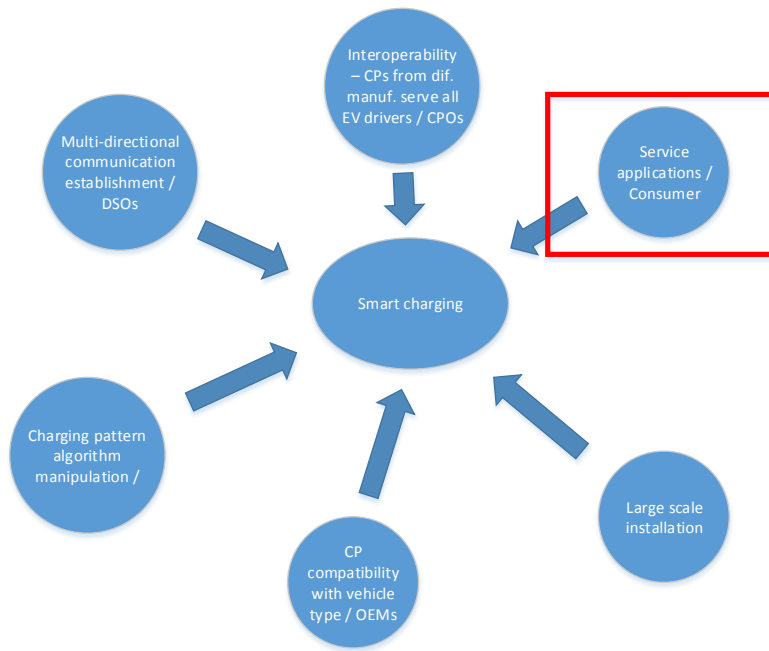 Interoperability
– CPs from dif.
manuf. serve all
EV drivers / CPOs
Multi-directional
communication
establishment /
DSOs
Service
applications /
Consumer
Smart charging
Charging pattern
algorithm
manipulation /
Large scale
installation
CP
compatibility
with vehicle
type / OEMs